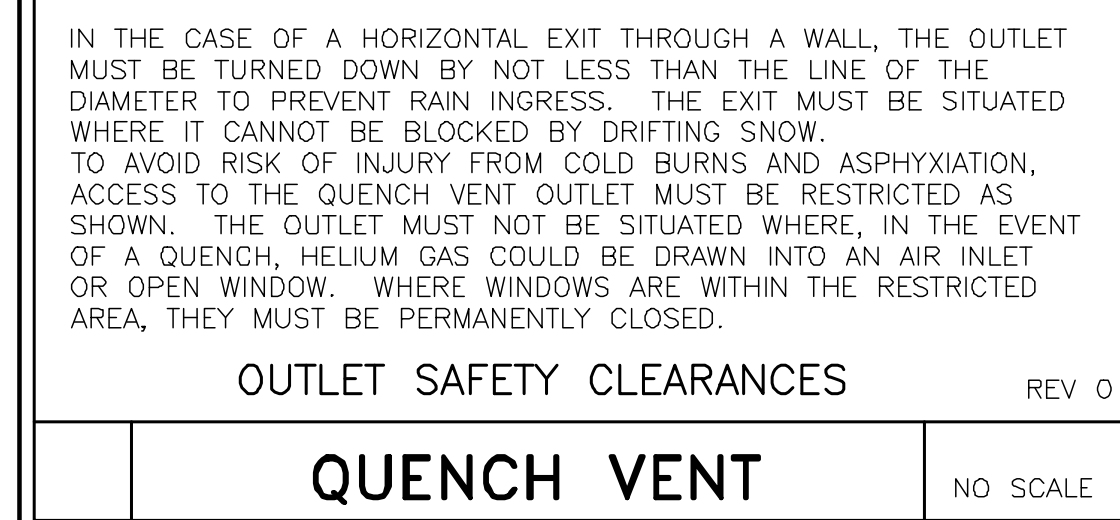 IN THE CASE OF A HORIZONTAL EXIT THROUGH A WALL, THE OUTLET
MUST BE TURNED DOWN BY NOT LESS THAN THE LINE OF THE
DIAMETER TO PREVENT RAIN INGRESS. THE EXIT MUST BE SITUATED
WHERE IT CANNOT BE BLOCKED BY DRIFTING SNOW.
TO AVOID RISK OF INJURY FROM COLD BURNS AND ASPHYXIATION,
ACCESS TO THE QUENCH VENT OUTLET MUST BE RESTRICTED AS
SHOWN. THE OUTLET MUST NOT BE SITUATED WHERE, IN THE EVENT
OF A QUENCH, HELIUM GAS COULD BE DRAWN INTO AN AIR INLET
OR OPEN WINDOW. WHERE WINDOWS ARE WITHIN THE RESTRICTED
AREA, THEY MUST BE PERMANENTLY CLOSED.
OUTLET SAFETY CLEARANCES
REV 0
QUENCH VENT
NO SCALE